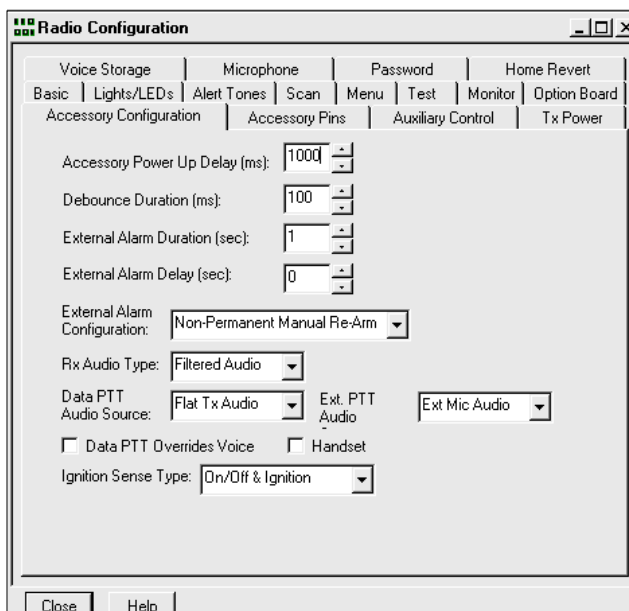 Radio Configuration
Voice Storage Microphone Password Home Revert
Basic Lights/LEDs Alert Tones Scan Menu Test Monitor Option Board
Accessory Configuration Accessory Pins Auxiliary Control Tx Power
Accessory Power Up Delay (ms): 1000
Debounce Duration (ms): 100
External Alarm Duration (sec): 1
External Alarm Delay (sec): 0
External Alarm
Configuration: Non-Permanent Manual Re-Arm
Rx Audio Type: Filtered Audio
Data PTT
Audio Source: Flat Tx Audio
Ext. PTT
Audio
Ext Mic Audio
Data PTT Overrides Voice Handset
Ignition Sense Type: On/Off & Ignition
Close Help